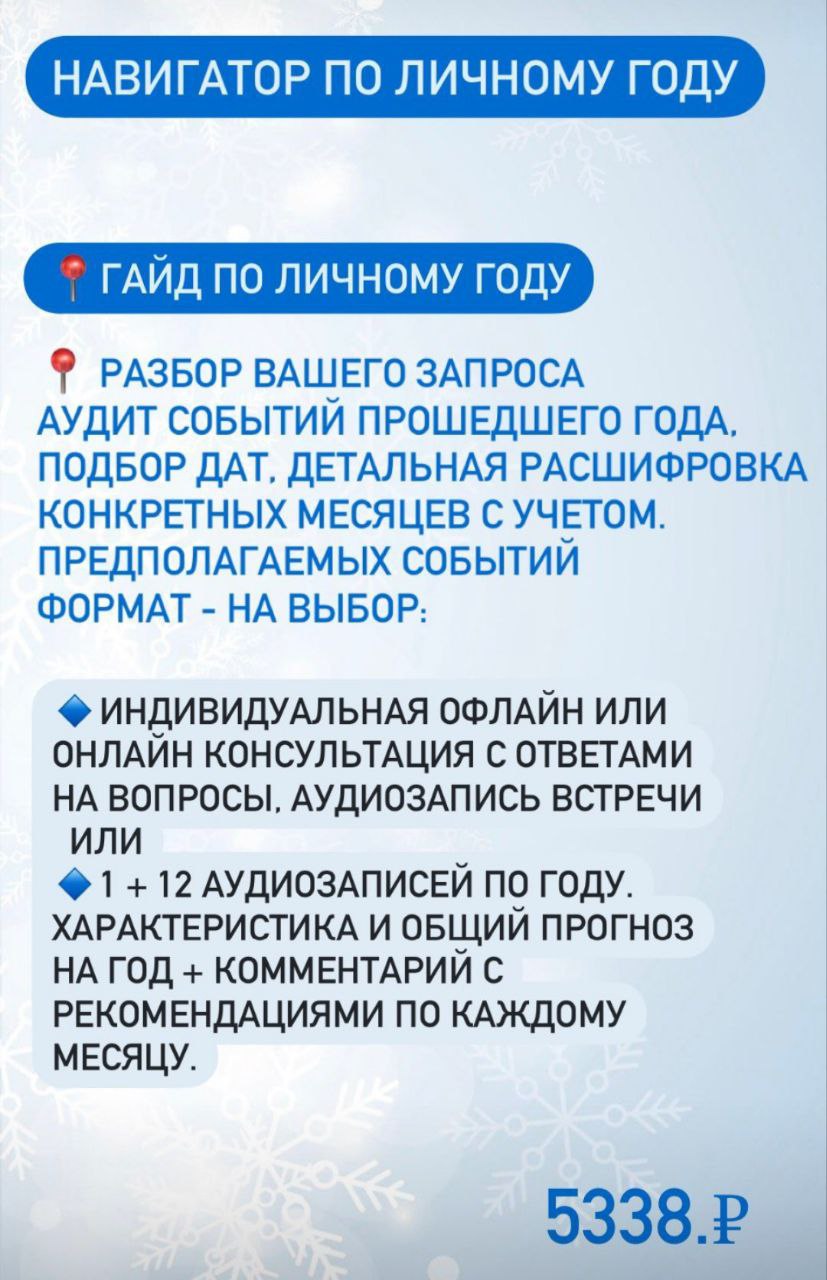 НАВИГАТОР ПО ЛИЧНОМУ ГОДУ
📍 ГАЙД ПО ЛИЧНОМУ ГОДУ
📍 РАЗБОР ВАШЕГО ЗАПРОСА
АУДИТ СОБЫТИЙ ПРОШЕДШЕГО ГОДА,
ПОДБОР ДАТ, ДЕТАЛЬНАЯ РАСШИФРОВКА
КОНКРЕТНЫХ МЕСЯЦЕВ С УЧЕТОМ.
ПРЕДПОЛАГАЕМЫХ СОБЫТИЙ
ФОРМАТ - НА ВЫБОР:
🔷 ИНДИВИДУАЛЬНАЯ ОФЛАЙН ИЛИ
ОНЛАЙН КОНСУЛЬТАЦИЯ С ОТВЕТАМИ
НА ВОПРОСЫ, АУДИОЗАПИСЬ ВСТРЕЧИ
ИЛИ
🔷 1 + 12 АУДИОЗАПИСЕЙ ПО ГОДУ.
ХАРАКТЕРИСТИКА И ОБЩИЙ ПРОГНОЗ
НА ГОД + КОММЕНТАРИЙ С
РЕКОМЕНДАЦИЯМИ ПО КАЖДОМУ
МЕСЯЦУ.
5338.₽